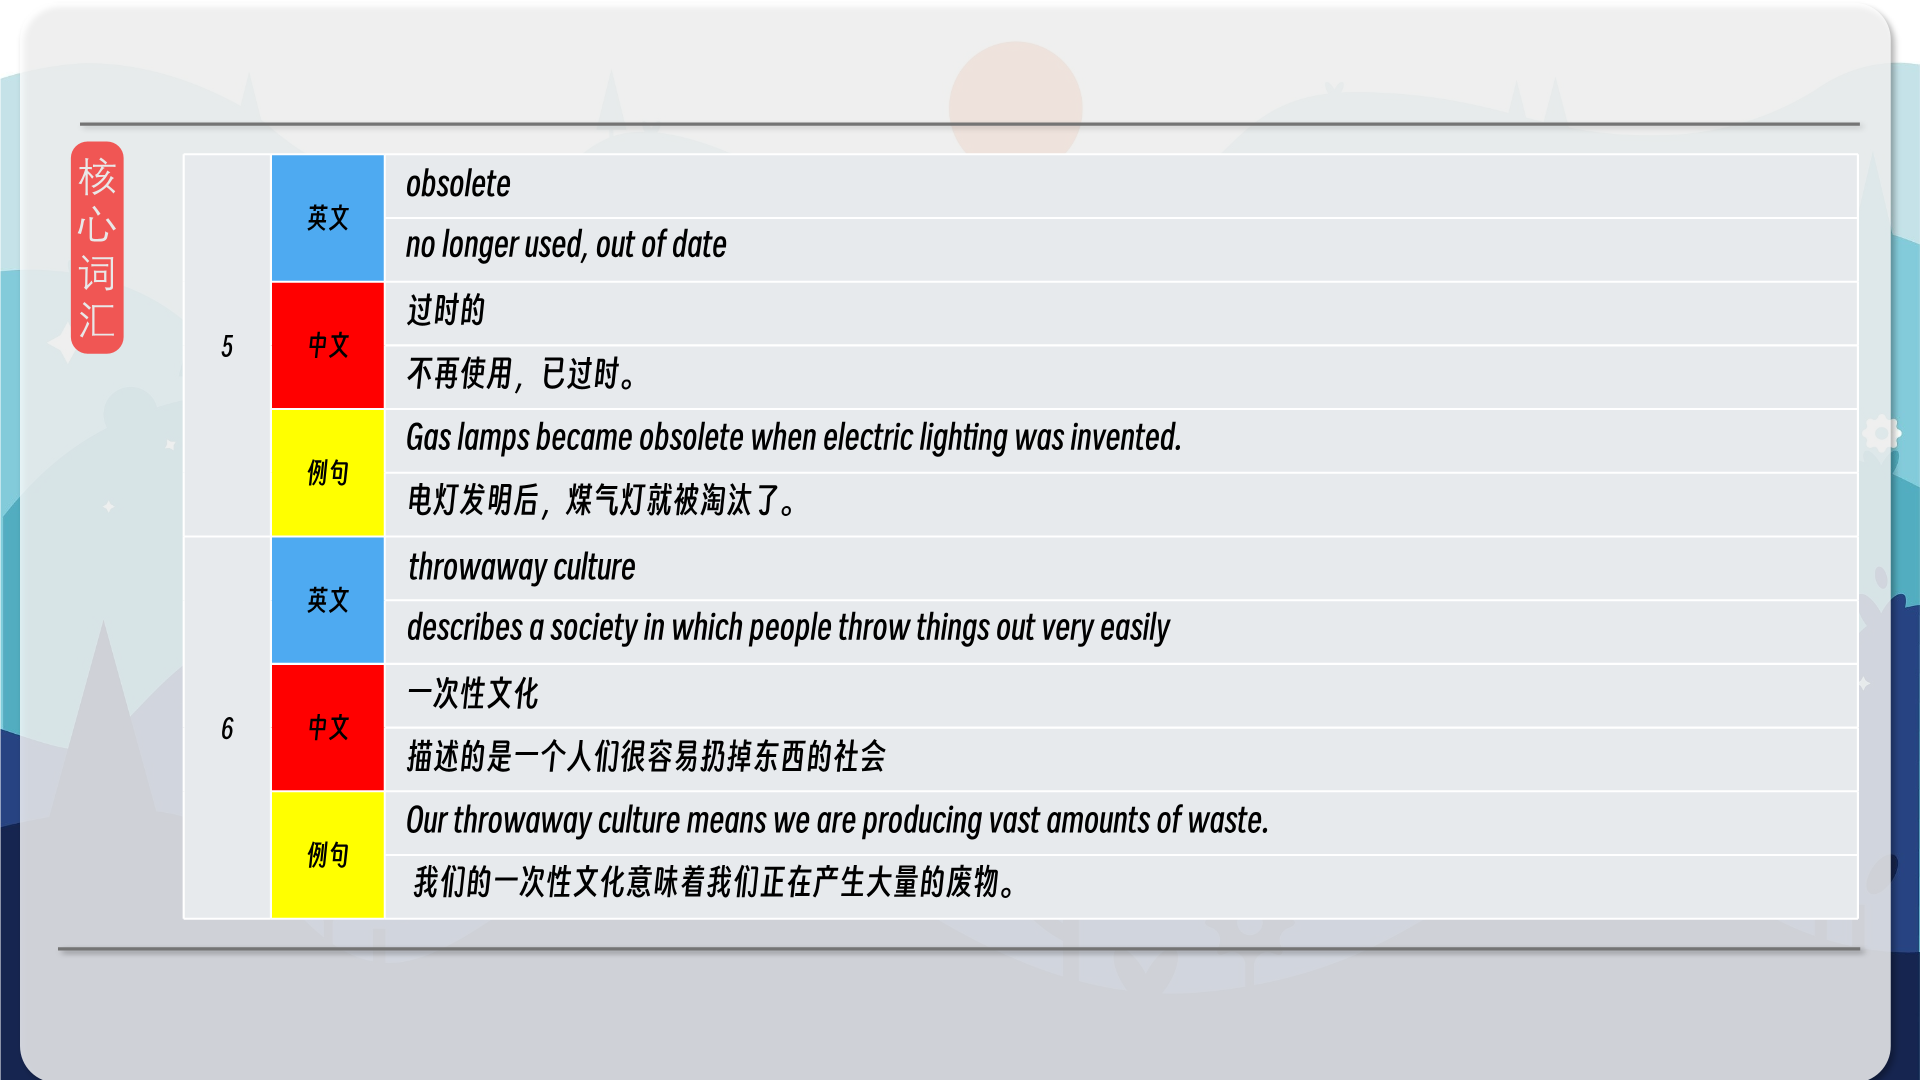 核
心
词
汇
5
英文
obsolete
no longer used, out of date
中文
过时的
不再使用，已过时。
例句
Gas lamps became obsolete when electric lighting was invented.
电灯发明后，煤气灯就被淘汰了。
6
英文
throwaway culture
describes a society in which people throw things out very easily
中文
一次性文化
描述的是一个人们很容易扔掉东西的社会
例句
Our throwaway culture means we are producing vast amounts of waste.
我们的一次性文化意味着我们正在产生大量的废物。